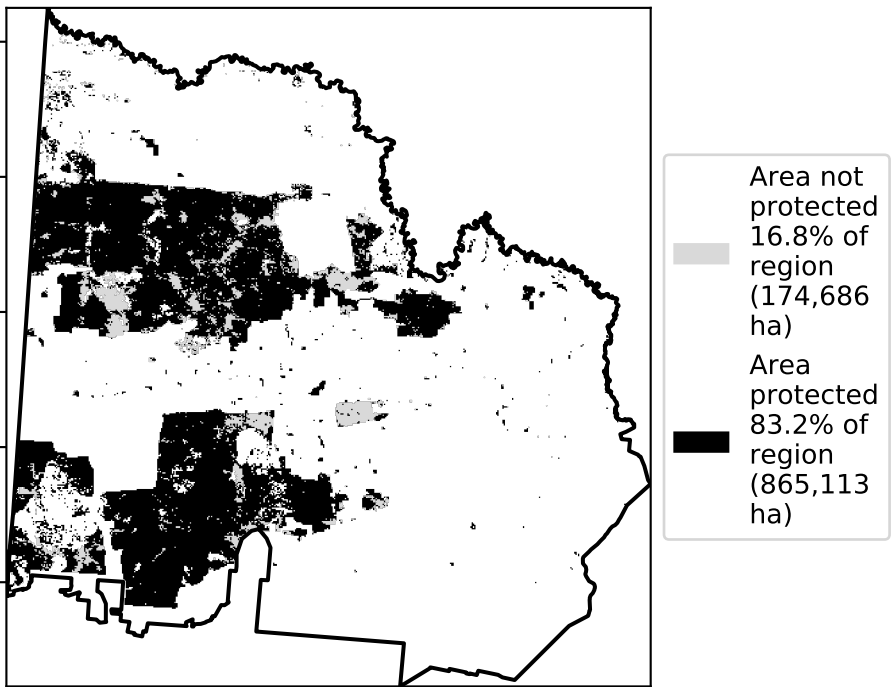 Area not
protected
16.8% of
region
(174,686
ha)
Area
protected
83.2% of
region
(865,113
ha)